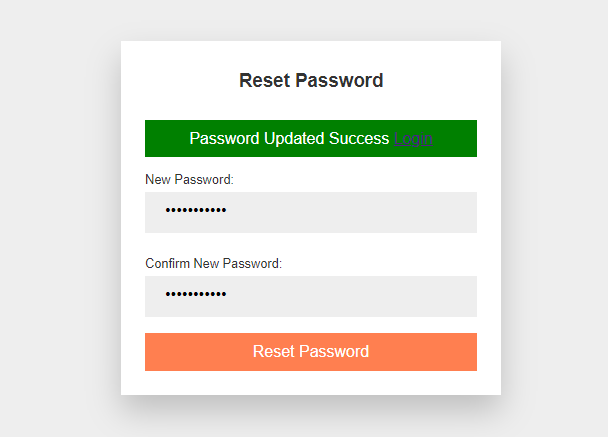 Reset Password
Password Updated Success Login
New Password:
•••••••••••
Confirm New Password:
•••••••••••
Reset Password